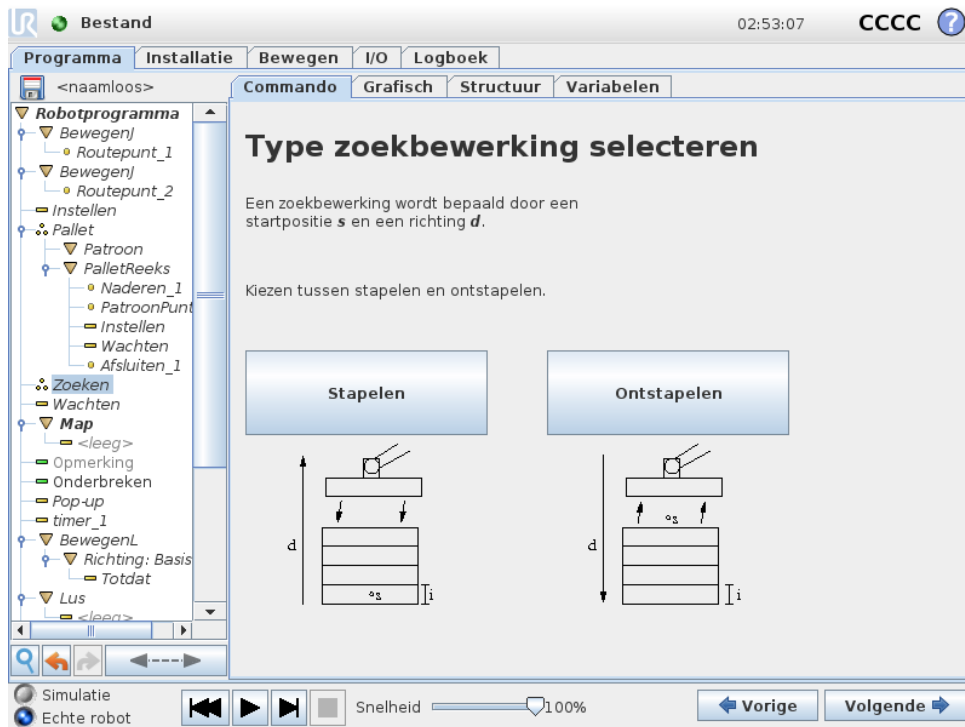 UR Bestand 02:53:07 CCCC ?
Programma Installatie Bewegen I/O Logboek
<naamloos>
Commando Grafisch Structuur Variabelen
Robotprogramma
BewegenJ
Routepunt_1
BewegenJ
Routepunt_2
Instellen
Pallet
Patroon
PalletReeks
Naderen_1
PatroonPunt
Instellen
Wachten
Afsluiten_1
Zoeken
Wachten
Map
<leeg>
Opmerking
Onderbreken
Pop-up
timer_1
BewegenL
Richting: Basis
Totdat
Lus
<leeg>
Type zoekbewerking selecteren
Een zoekbewerking wordt bepaald door een
startpositie s en een richting d.
Kiezen tussen stapelen en ontstapelen.
Stapelen
Ontstapelen
d
s
i
d
s
i
Simulatie
Echte robot
Snelheid 100%
Vorige
Volgende